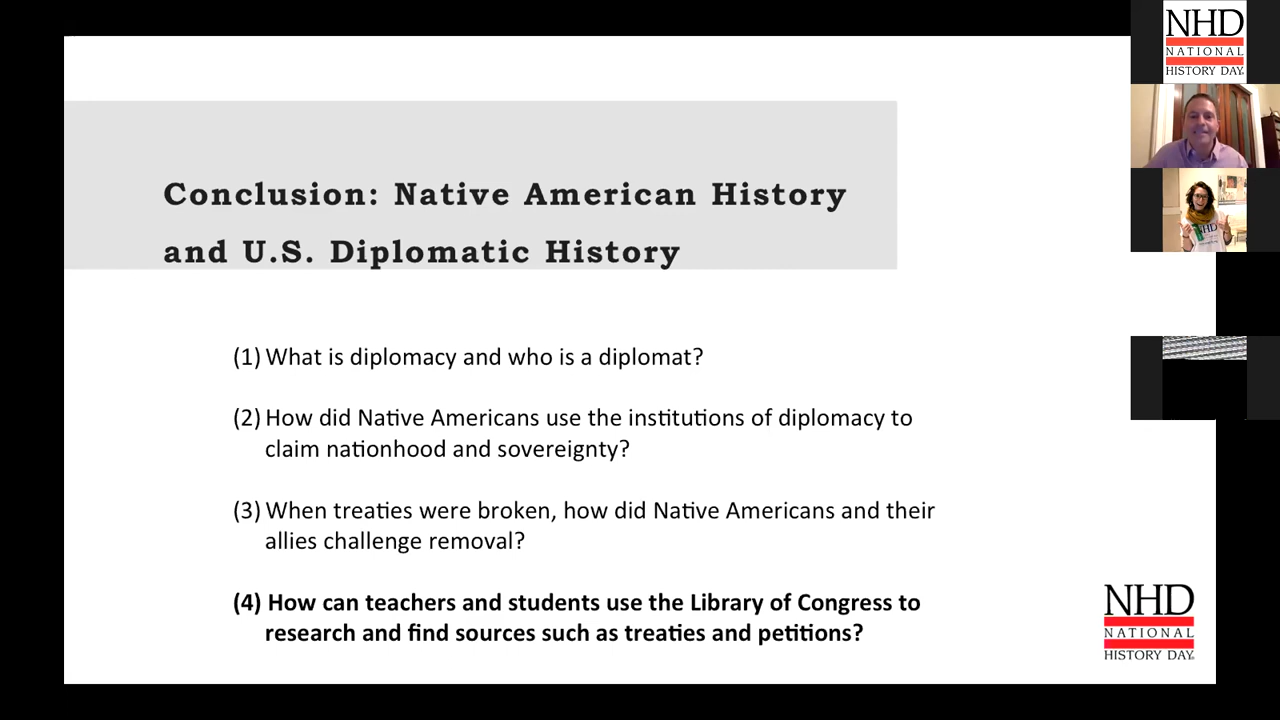 Conclusion: Native American History
and U.S. Diplomatic History
(1) What is diplomacy and who is a diplomat?
(2) How did Native Americans use the institutions of diplomacy to
claim nationhood and sovereignty?
(3) When treaties were broken, how did Native Americans and their
allies challenge removal?
(4) How can teachers and students use the Library of Congress to
research and find sources such as treaties and petitions?
NHD
NATIONAL
HISTORY DAY
NHD
NATIONAL
HISTORY DAY